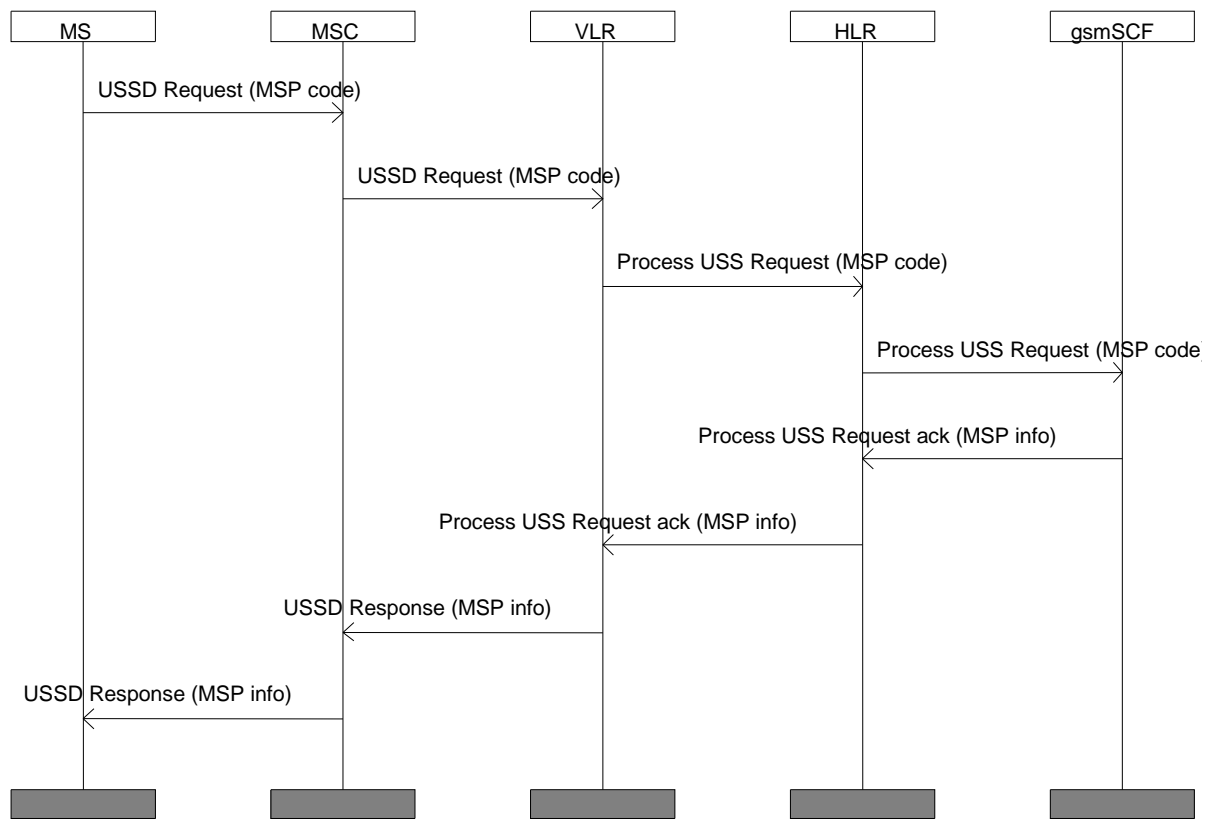 MS
MSC
VLR
HLR
gsmSCF
USSD Request (MSP code)
USSD Request (MSP code)
Process USS Request (MSP code)
Process USS Request (MSP code)
Process USS Request ack (MSP info)
Process USS Request ack (MSP info)
USSD Response (MSP info)
USSD Response (MSP info)